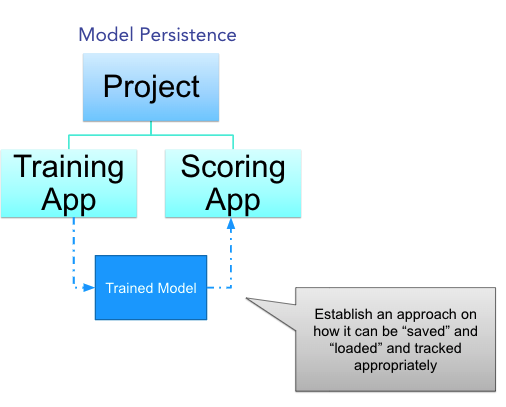 Model Persistence
Project
Training
App
Scoring
App
Trained Model
Establish an approach on
how it can be “saved” and
“loaded” and tracked
appropriately